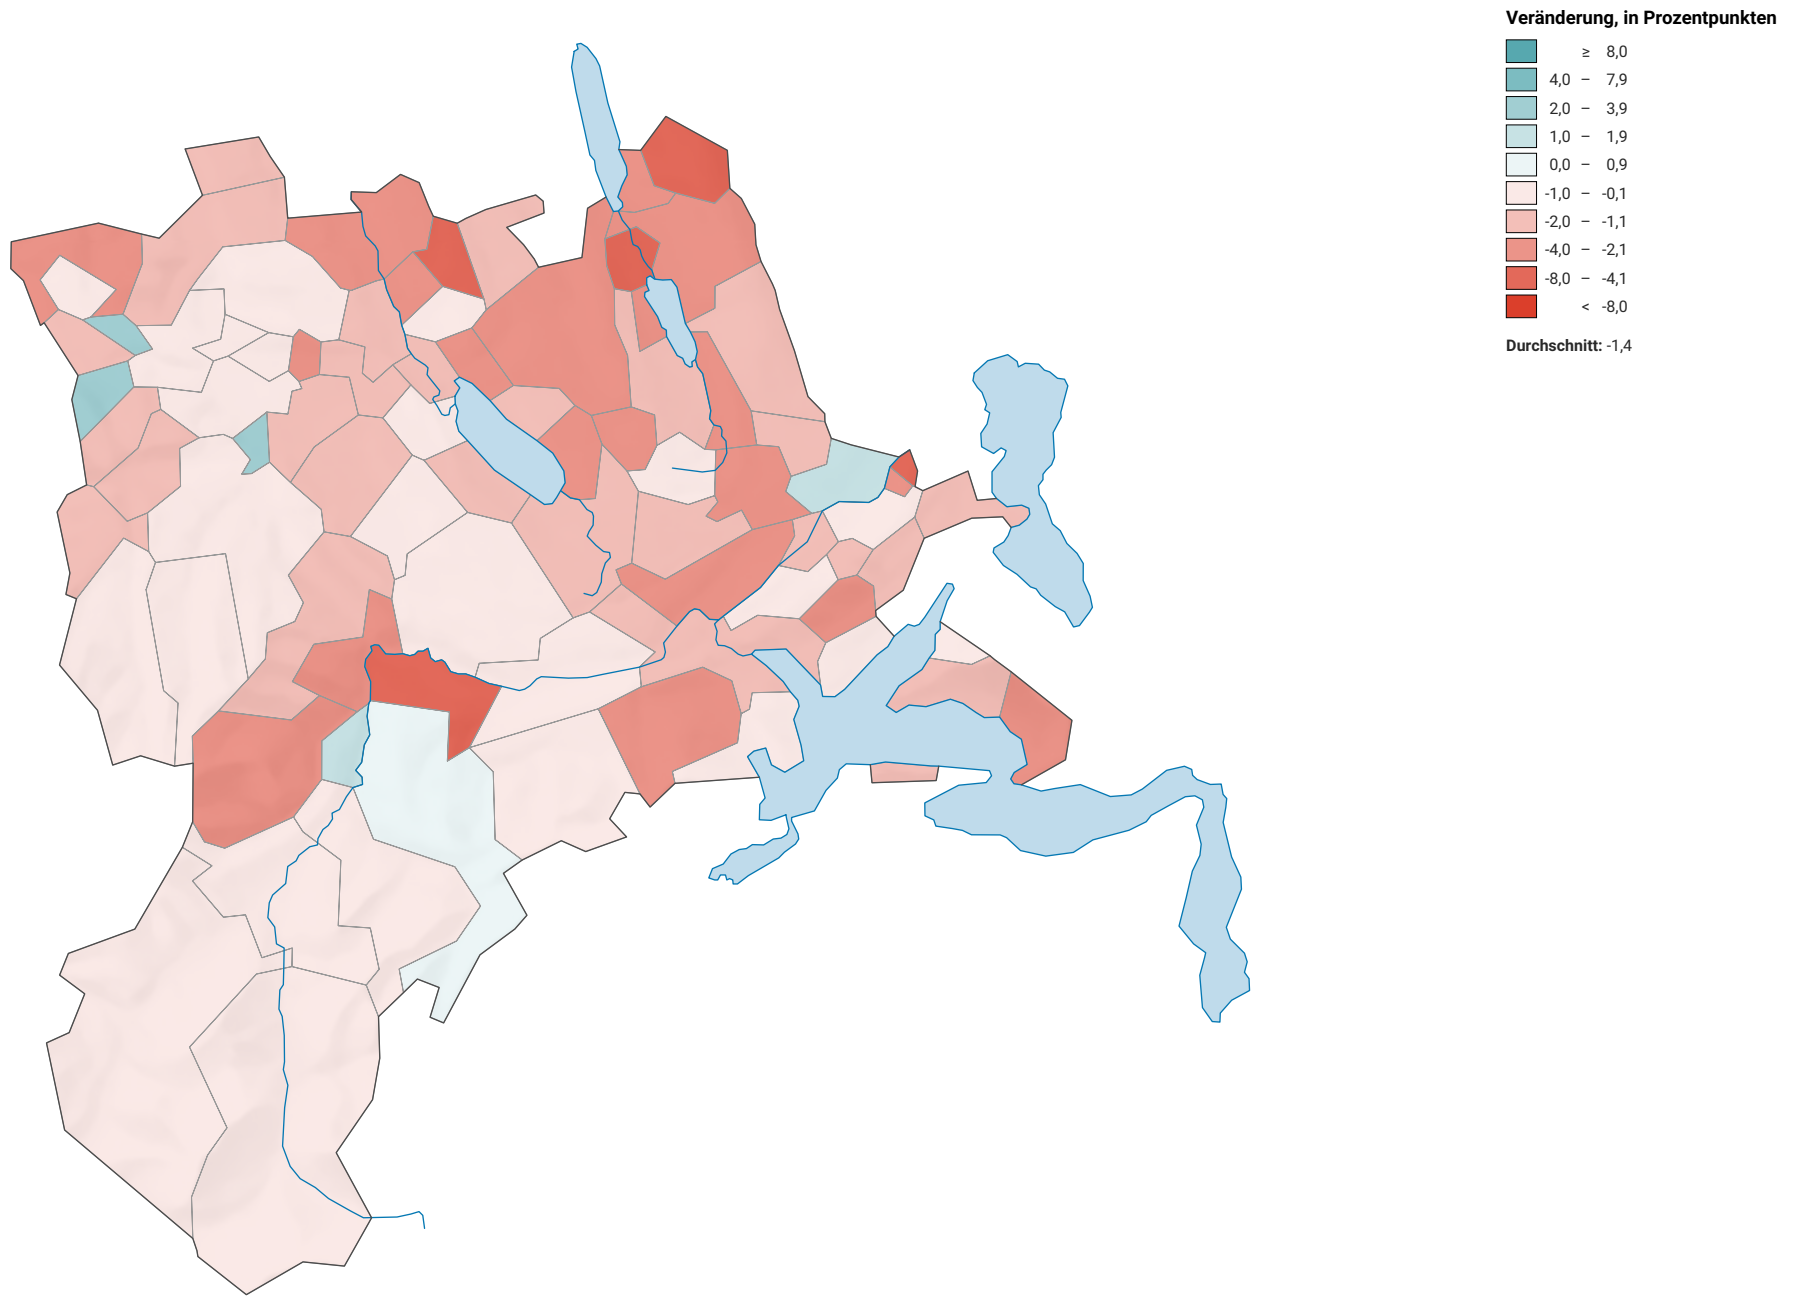 Veränderung, in Prozentpunkten
≥ 8,0
4,0 – 7,9
2,0 – 3,9
1,0 – 1,9
0,0 – 0,9
-1,0 – -0,1
-2,0 – -1,1
-4,0 – -2,1
-8,0 – -4,1
< -8,0
Durchschnitt: -1,4